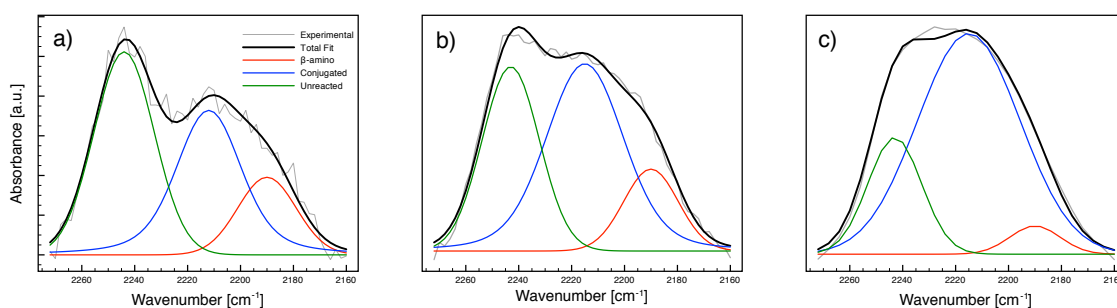 a)
Experimental
Total Fit
β-amino
Conjugated
Unreacted
b)
c)
Absorbance [a.u.]
2260 2240 2220 2200 2180 2160
2260 2240 2220 2200 2180 2160
2260 2240 2220 2200 2180 2160
Wavenumber [cm⁻¹]
Wavenumber [cm⁻¹]
Wavenumber [cm⁻¹]